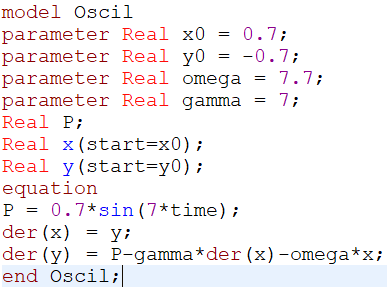 model Oscil
parameter Real x0 = 0.7;
parameter Real y0 = -0.7;
parameter Real omega = 7.7;
parameter Real gamma = 7;
Real P;
Real x(start=x0);
Real y(start=y0);
equation
P = 0.7*sin(7*time);
der(x) = y;
der(y) = P-gamma*der(x)-omega*x;
end Oscil;